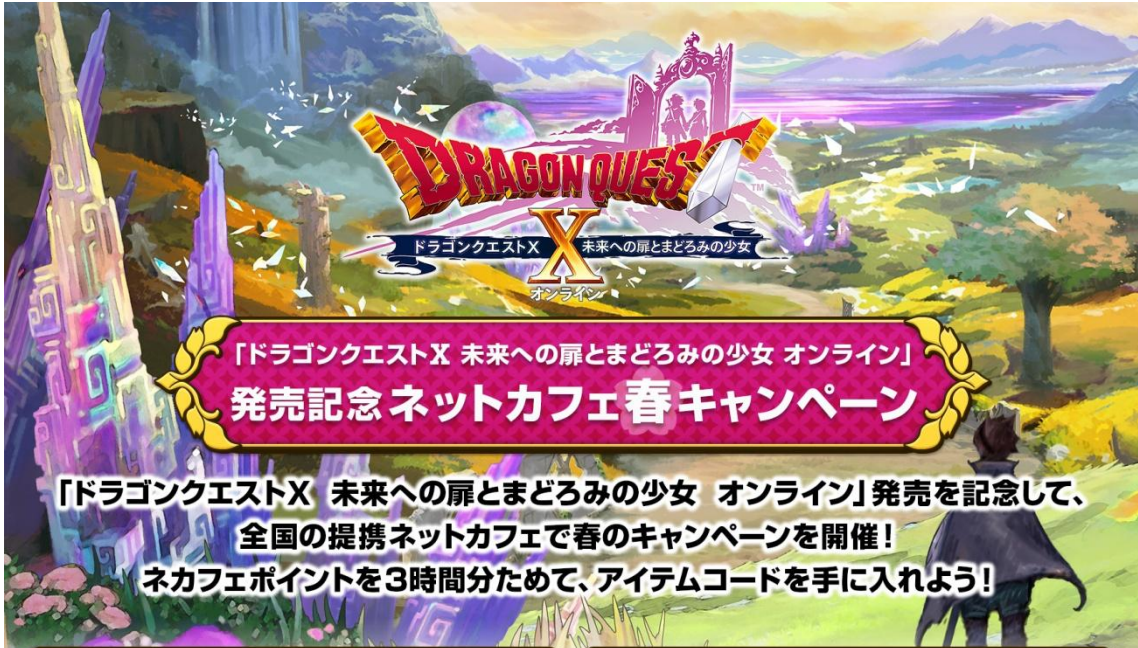 DRAGON QUEST
TM
X
ドラゴンクエストX 未来への扉とまどろみの少女
オンライン
「ドラゴンクエストX 未来への扉とまどろみの少女 オンライン」
発売記念 ネットカフェ 春 キャンペーン
「ドラゴンクエストX 未来への扉とまどろみの少女 オンライン」発売を記念して、
全国の提携ネットカフェで春のキャンペーンを開催！
ネカフェポイントを3時間分ためて、アイテムコードを手に入れよう！